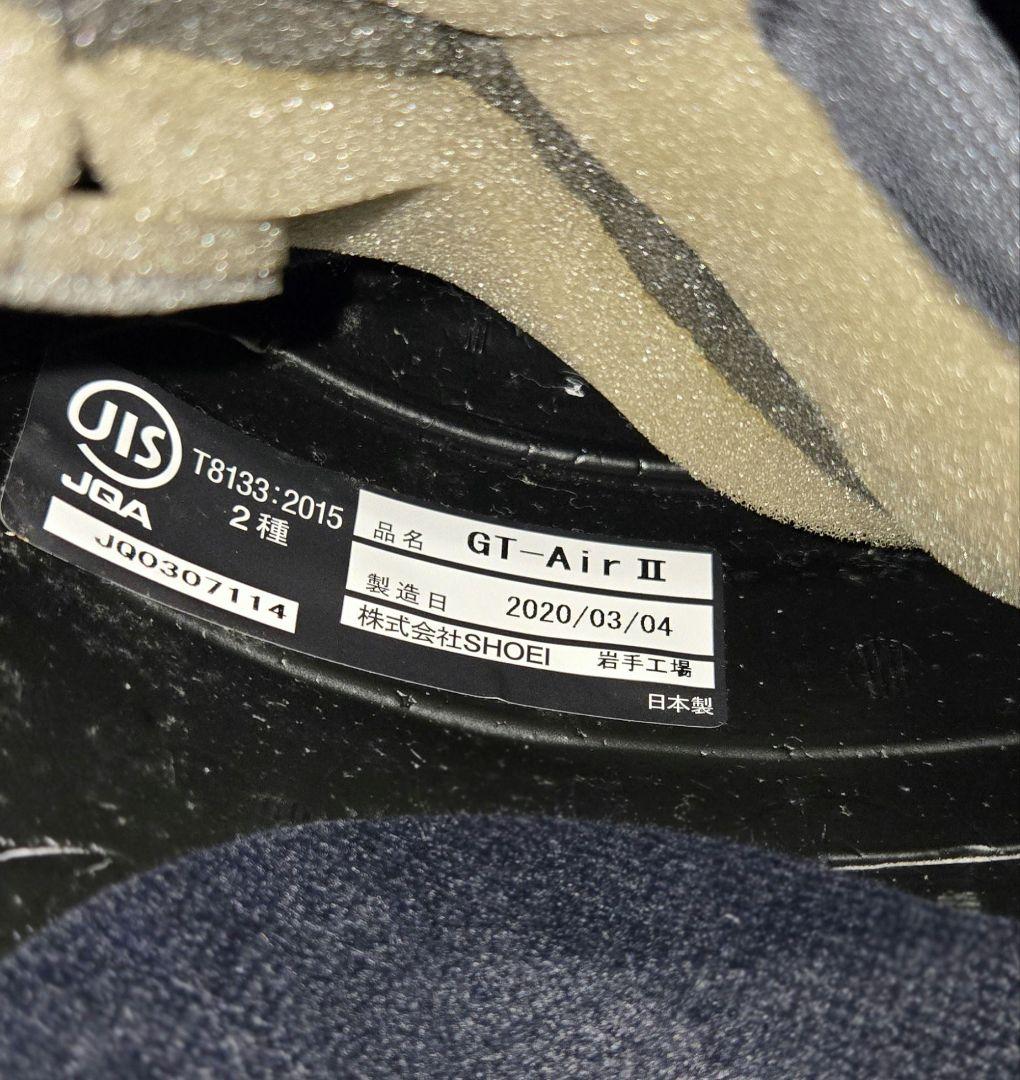 JIS
JQA
T8133:2015
2種
JQ0307114
品名 GT-Air Ⅱ
製造日 2020/03/04
株式会社SHOEI 岩手工場
日本製